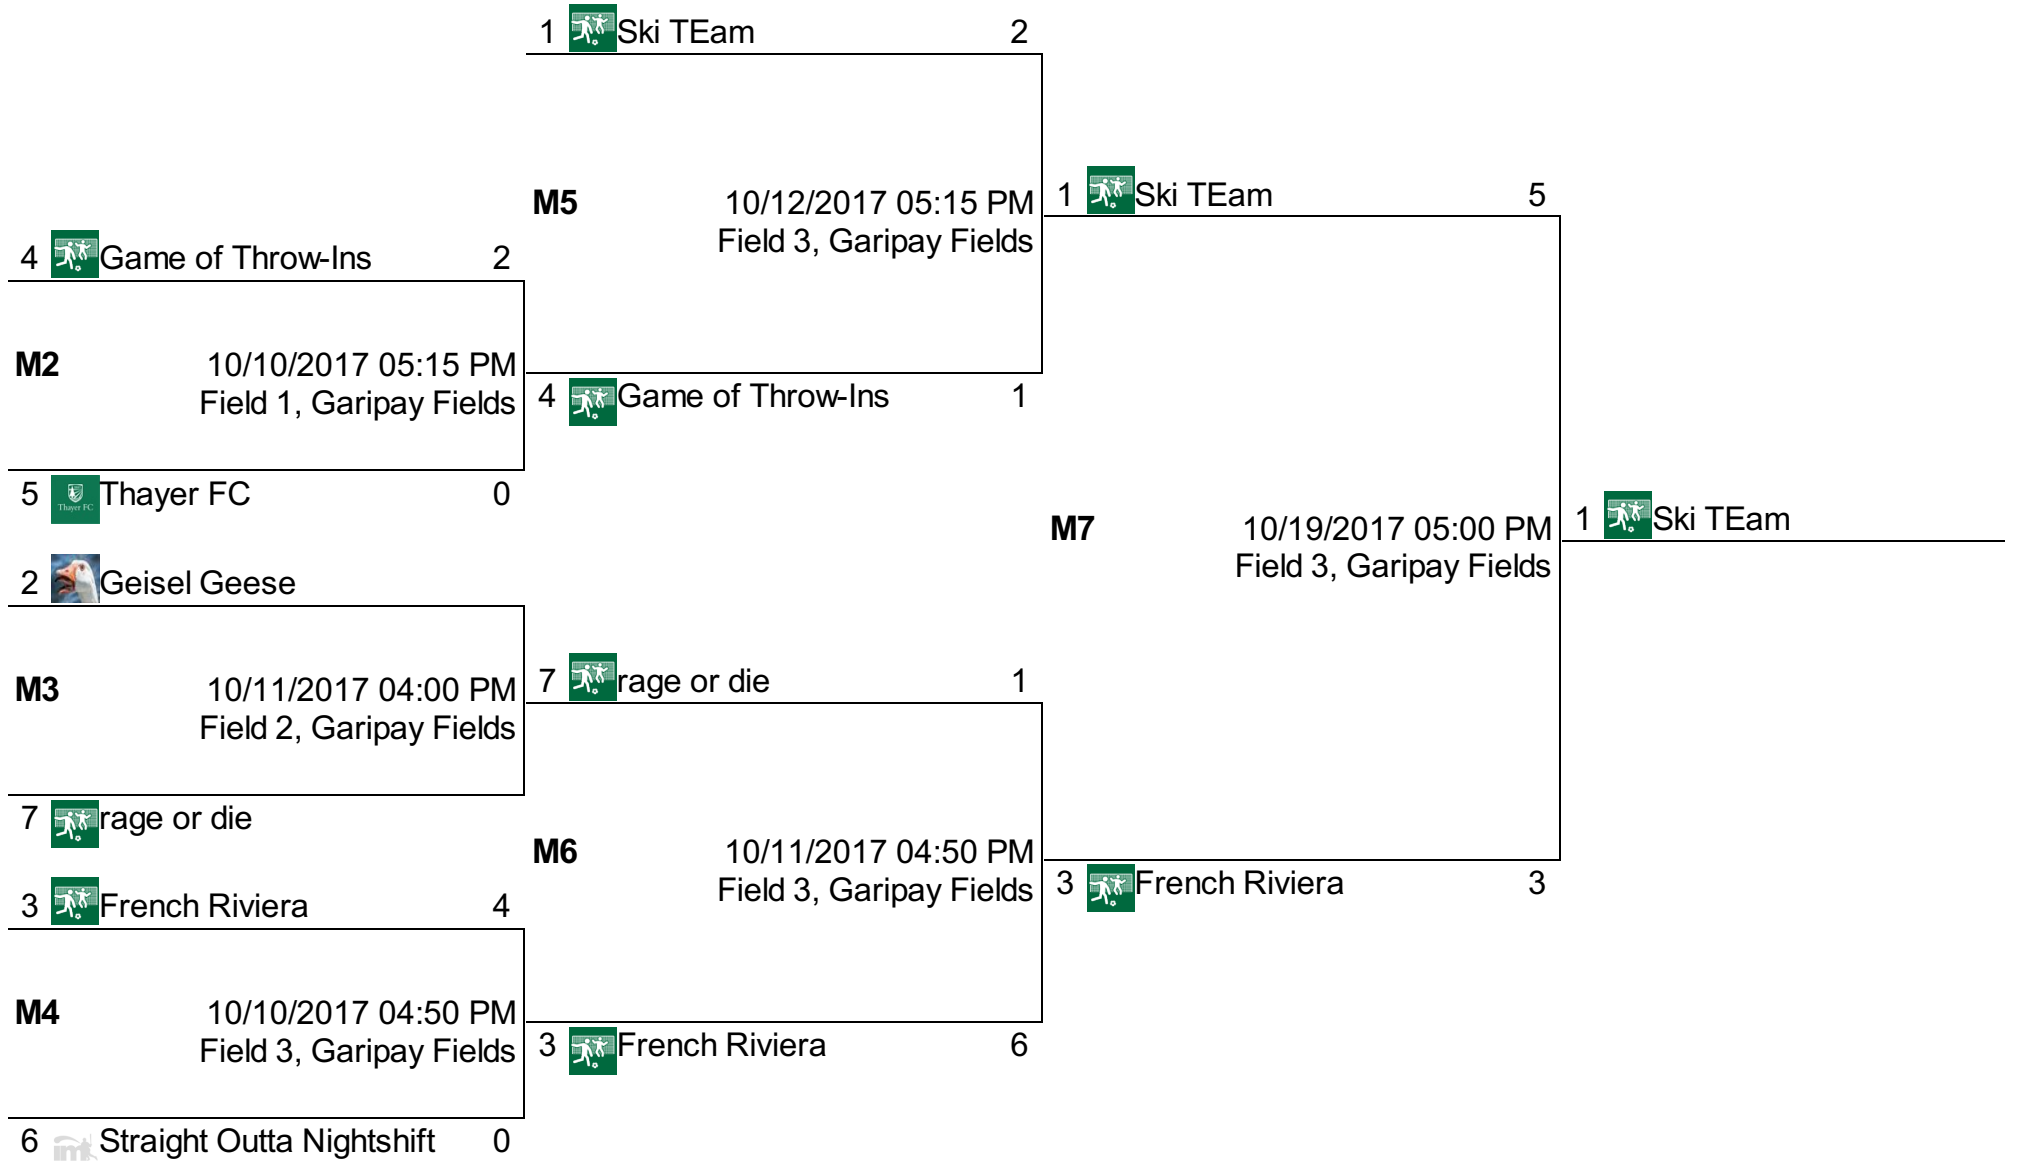 1 Ski TEam 2
M5 10/12/2017 05:15 PM
Field 3, Garipay Fields
1 Ski TEam 5
4 Game of Throw-Ins 2
M2 10/10/2017 05:15 PM
Field 1, Garipay Fields
4 Game of Throw-Ins 1
5 Thayer FC Thayer FC 0
M7 10/19/2017 05:00 PM
Field 3, Garipay Fields
1 Ski TEam
2 Geisel Geese
M3 10/11/2017 04:00 PM
Field 2, Garipay Fields
7 rage or die 1
7 rage or die
M6 10/11/2017 04:50 PM
Field 3, Garipay Fields
3 French Riviera 3
3 French Riviera 4
M4 10/10/2017 04:50 PM
Field 3, Garipay Fields
3 French Riviera 6
6 im Straight Outta Nightshift 0